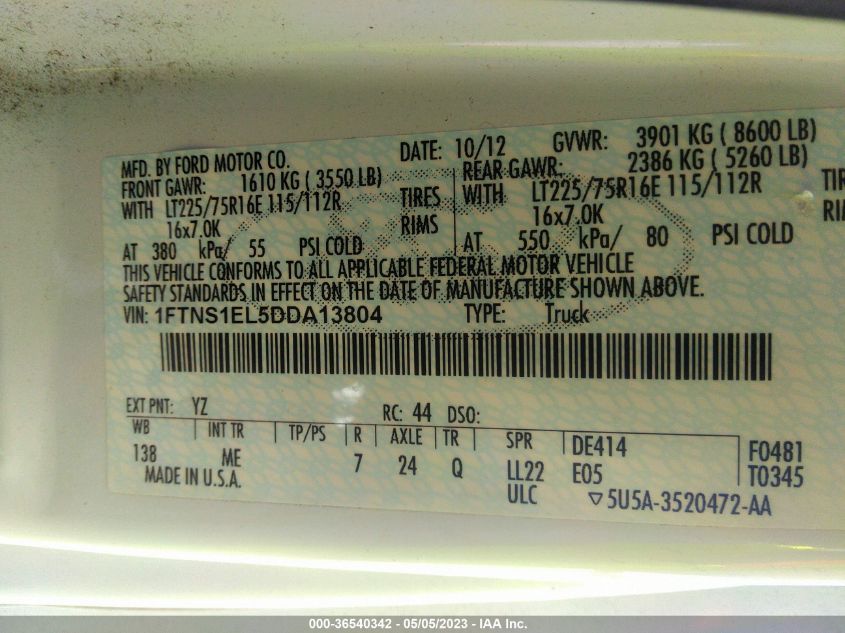 MFD. BY FORD MOTOR CO. DATE: 10/12 GVWR: 3901 KG ( 8600 LB)
FRONT GAWR: 1610 KG ( 3550 LB) REAR GAWR: 2386 KG ( 5260 LB)
WITH LT225/75R16E 115/112R TIRES WITH LT225/75R16E 115/112R TIR
16x7.0K RIMS 16x7.0K RIM
AT 380 kPa/ 55 PSI COLD AT 550 kPa/ 80 PSI COLD
THIS VEHICLE CONFORMS TO ALL APPLICABLE FEDERAL MOTOR VEHICLE
SAFETY STANDARDS IN EFFECT ON THE DATE OF MANUFACTURE SHOWN ABOVE.
VIN: 1FTNS1EL5DDA13804 TYPE: Truck
EXT PNT: YZ RC: 44 DSO:
WB INT TR TP/PS R AXLE TR SPR DE414 F0481
138 ME 7 24 Q LL22 E05 T0345
MADE IN U.S.A. ULC ▽5U5A-3520472-AA
000-36540342 - 05/05/2023 - IAA Inc.